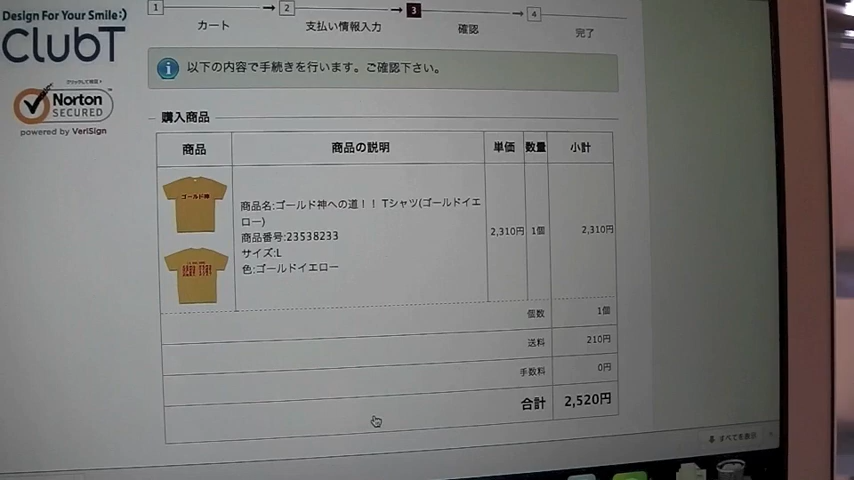 Design For Your Smile:)
ClubT
Norton
SECURED
powered by VeriSign
1 2 3 4
カート 支払い情報入力 確認 完了
以下の内容で手続きを行います。ご確認下さい。
購入商品
商品 商品の説明 単価 数量 小計
ゴールド神
商品名:ゴールド神への道!! Tシャツ(ゴールドイエ
ロー)
商品番号:23538233
サイズ:L
色:ゴールドイエロー
2,310円 1個 2,310円
個数 1個
送料 210円
手数料 0円
合計 2,520円
すべてを表示